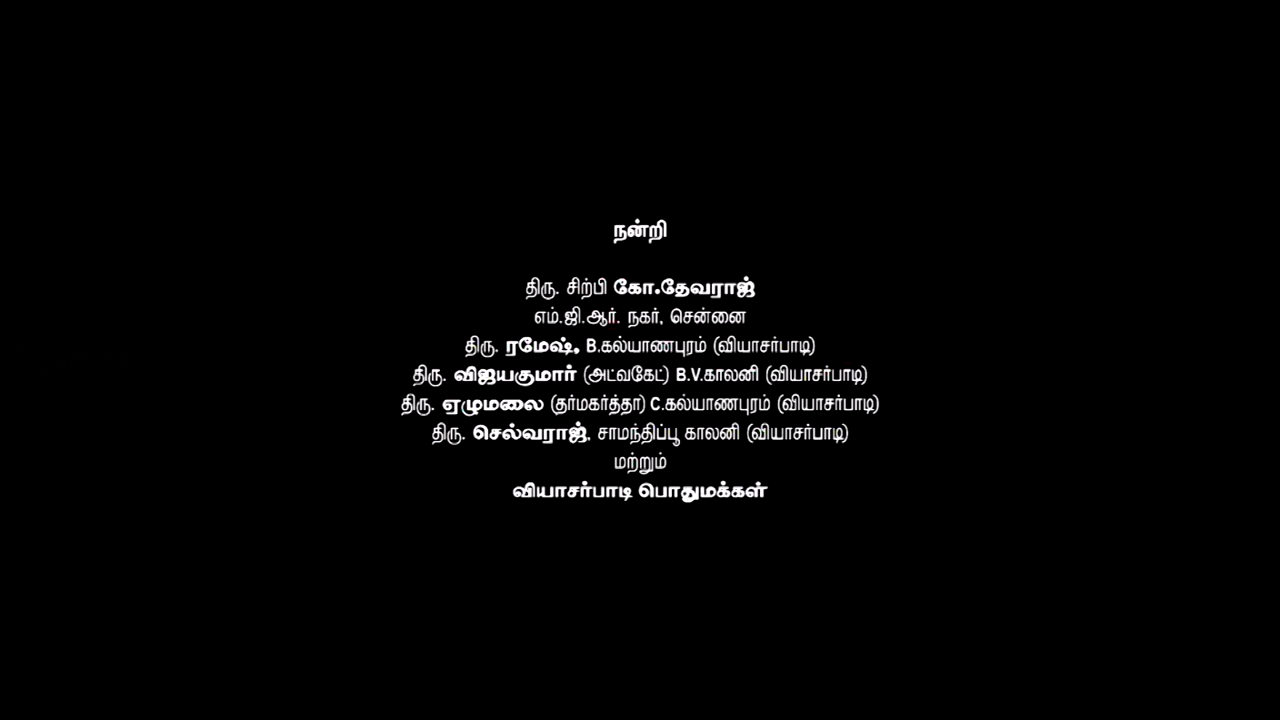 நன்றி
திரு. சிற்பி கோ.தேவராஜ்
எம்.ஜி.ஆர். நகர், சென்னை
திரு. ரமேஷ், B.கல்யாணபுரம் (வியாசர்பாடி)
திரு. விஜயகுமார் (அட்வகேட்) B.V.காலனி (வியாசர்பாடி)
திரு. ஏழுமலை (தர்மகர்த்தா) C.கல்யாணபுரம் (வியாசர்பாடி)
திரு. செல்வராஜ், சாமந்திப்பூ காலனி (வியாசர்பாடி)
மற்றும்
வியாசர்பாடி பொதுமக்கள்